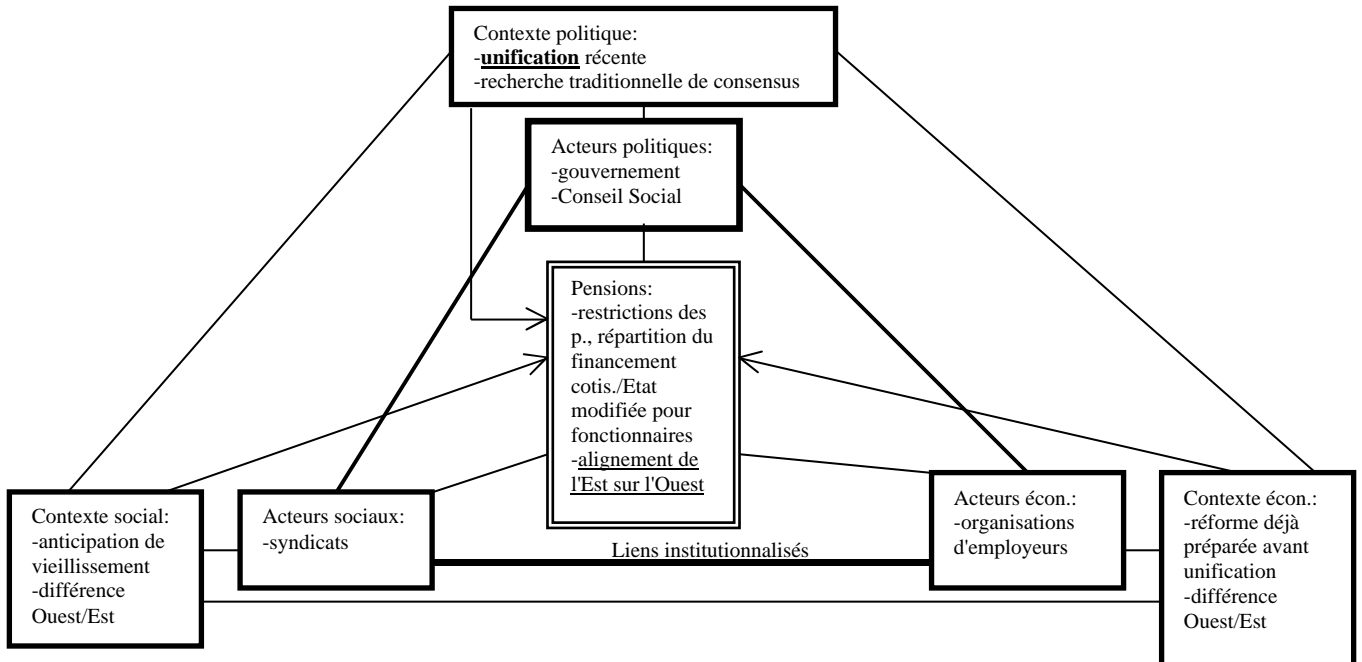 Contexte politique:
-unification récente
-recherche traditionnelle de consensus
Acteurs politiques:
-gouvernement
-Conseil Social
Pensions:
-restrictions des
p., répartition du
financement
cotis./Etat
modifiée pour
fonctionnaires
-alignement de
l'Est sur l'Ouest
Contexte social:
-anticipation de
vieillissement
-différence
Ouest/Est
Acteurs sociaux:
-syndicats
Liens institutionnalisés
Acteurs écon.:
-organisations
d'employeurs
Contexte écon.:
-réforme déjà
préparée avant
unification
-différence
Ouest/Est